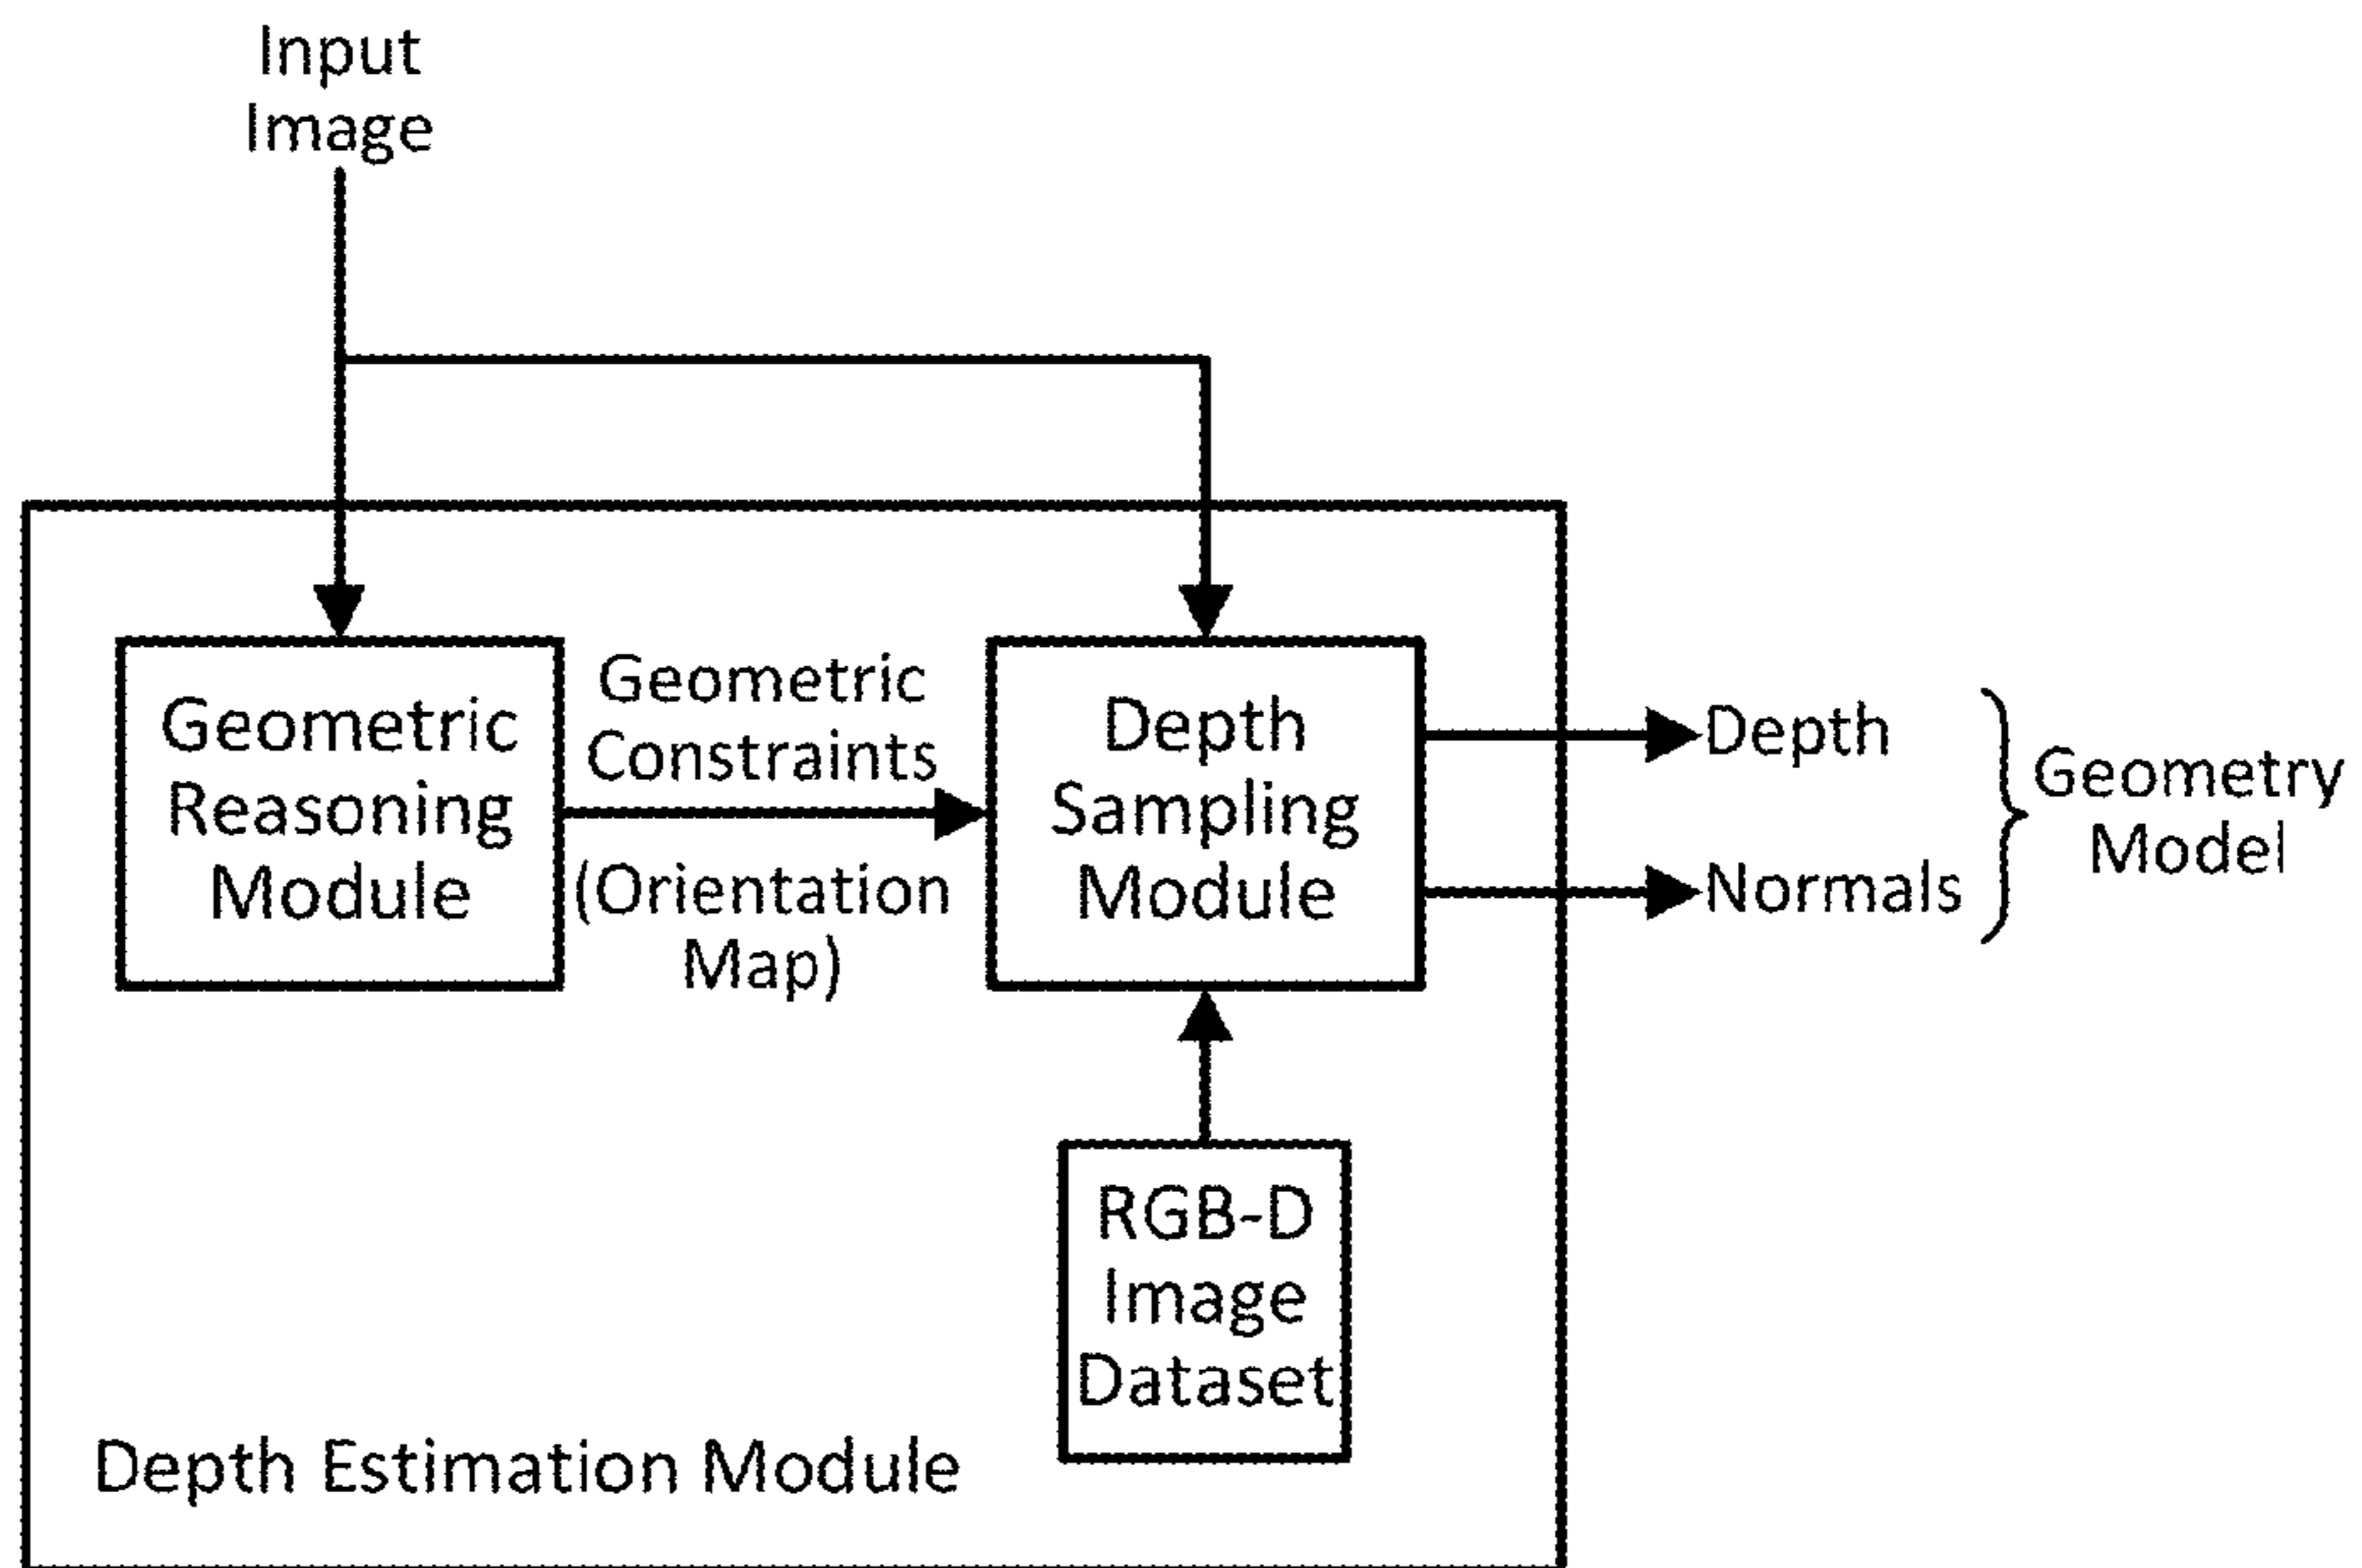 Input
Image
Geometric
Reasoning
Module
Geometric
Constraints
(Orientation
Map)
Depth
Sampling
Module
Depth
Normals
Geometry
Model
RGB-D
Image
Dataset
Depth Estimation Module